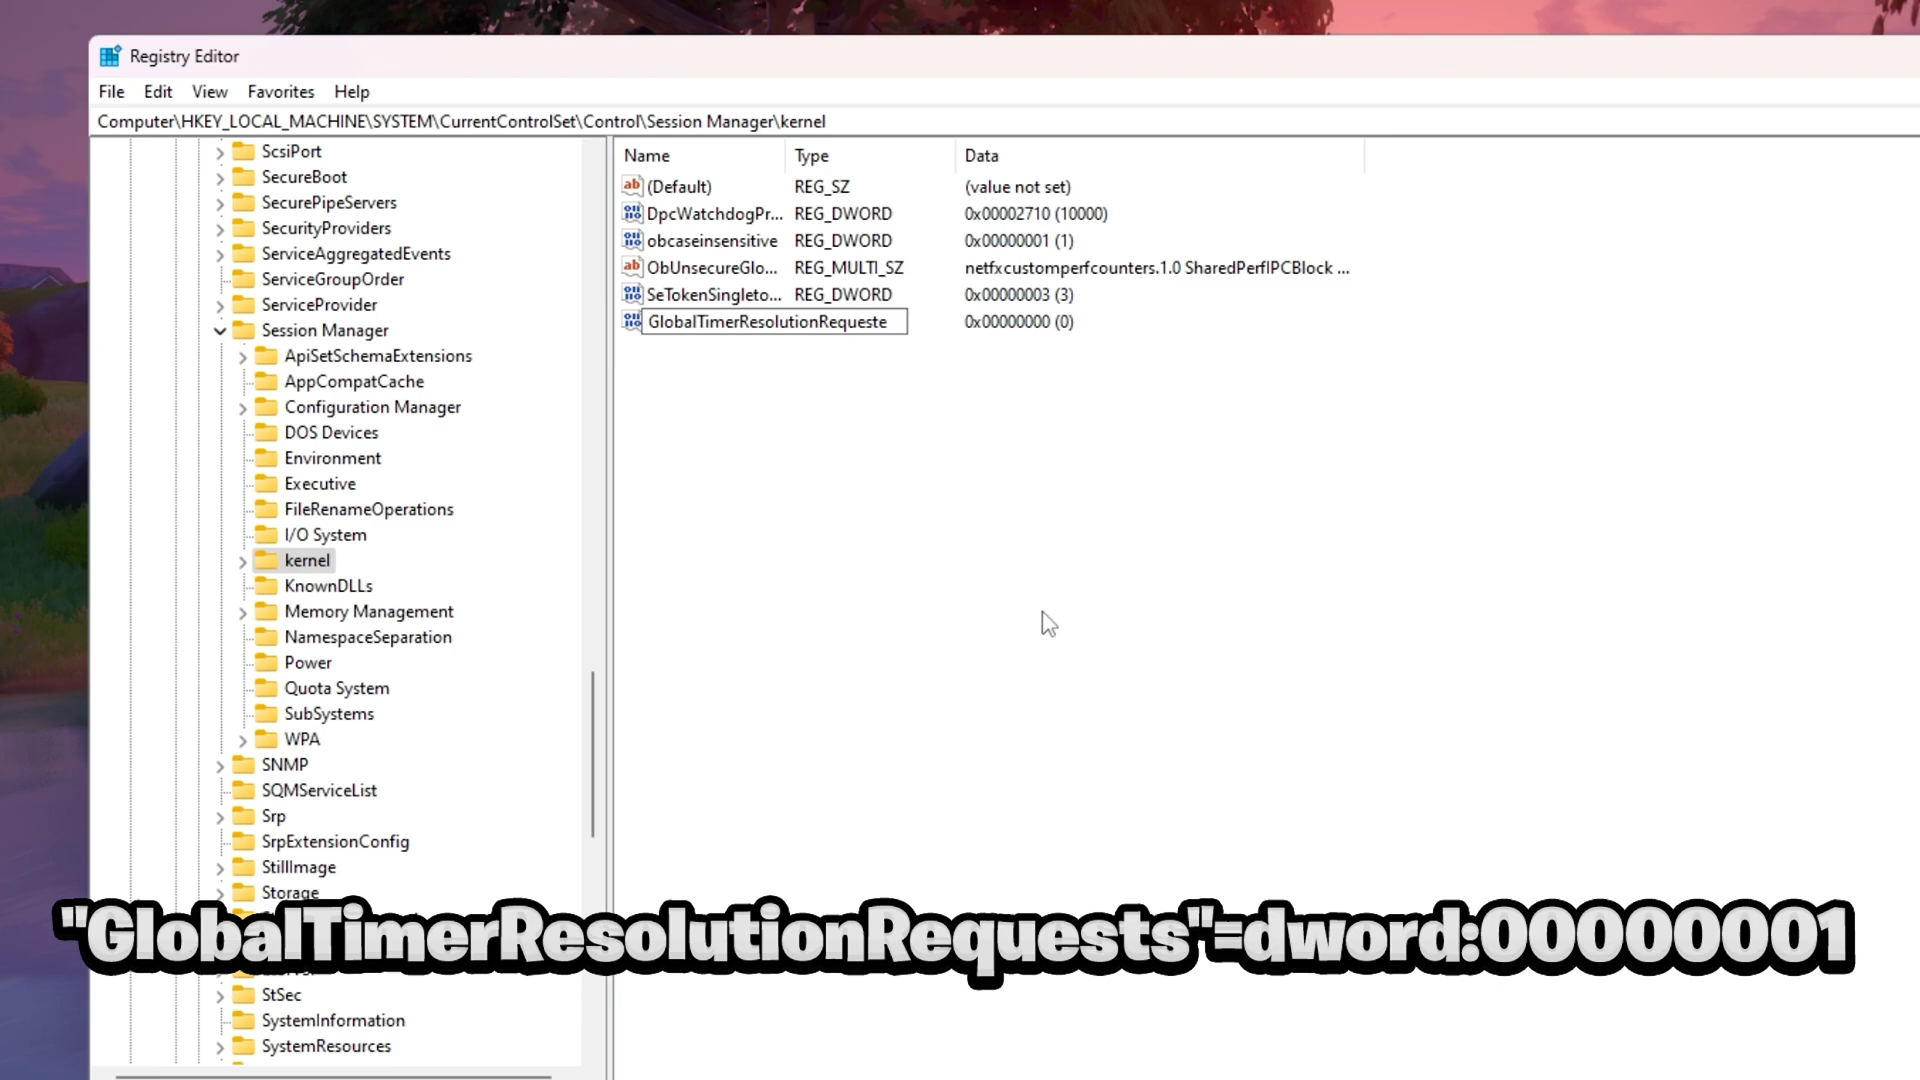 Registry Editor
File Edit View Favorites Help
Computer\HKEY_LOCAL_MACHINE\SYSTEM\CurrentControlSet\Control\Session Manager\kernel
ScsiPort
SecureBoot
SecurePipeServers
SecurityProviders
ServiceAggregatedEvents
ServiceGroupOrder
ServiceProvider
Session Manager
ApiSetSchemaExtensions
AppCompatCache
Configuration Manager
DOS Devices
Environment
Executive
FileRenameOperations
I/O System
kernel
KnownDLLs
Memory Management
NamespaceSeparation
Power
Quota System
SubSystems
WPA
SNMP
SQMServiceList
Srp
SrpExtensionConfig
StillImage
Storage
StSec
SystemInformation
SystemResources
Name Type Data
(Default) REG_SZ (value not set)
DpcWatchdogPr... REG_DWORD 0x00002710 (10000)
obcaseinsensitive REG_DWORD 0x00000001 (1)
ObUnsecureGlo... REG_MULTI_SZ netfxcustomperfcounters.1.0 SharedPerfIPCBlock ...
SeTokenSingleto... REG_DWORD 0x00000003 (3)
GlobalTimerResolutionRequeste 0x00000000 (0)
"GlobalTimerResolutionRequests"=dword:00000001